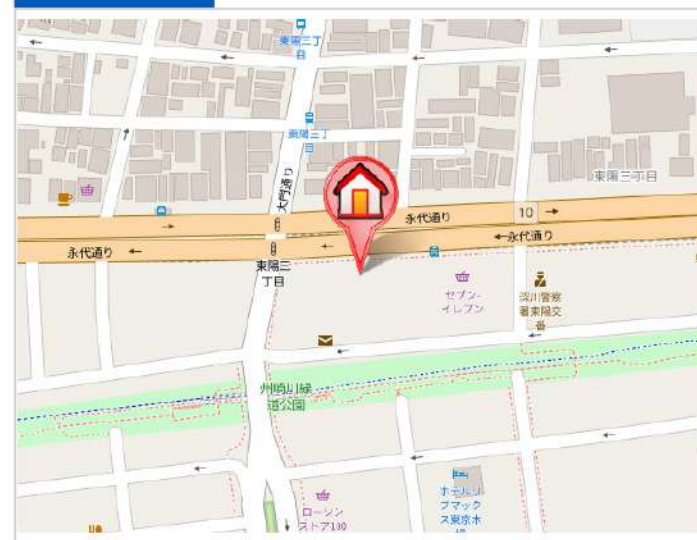 東陽三丁
目
東陽三丁
目
大門通り
東陽三丁目
永代通り
10
永代通り
永代通り
東陽三
丁目
セブン-
イレブン
深川警察
署東陽交
番
洲崎川緑
道公園
ローソン
ストア100
ホテルリ
ブマック
ス東京木